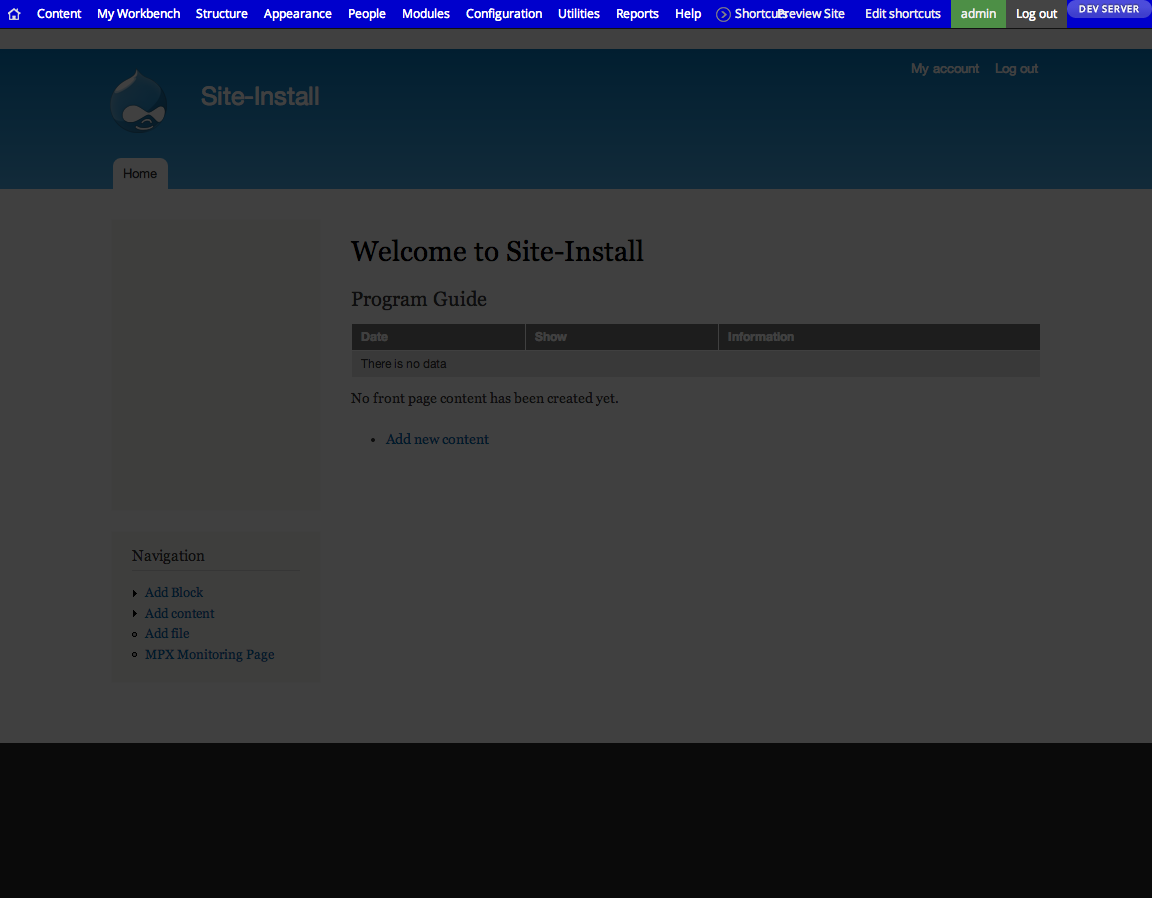 Content My Workbench Structure Appearance People Modules Configuration Utilities Reports Help Shortcuts Preview Site Edit shortcuts admin Log out DEV SERVER
My account Log out
Site-Install
Home
Welcome to Site-Install
Program Guide
Date Show Information
There is no data
No front page content has been created yet.
Add new content
Navigation
Add Block
Add content
Add file
MPX Monitoring Page